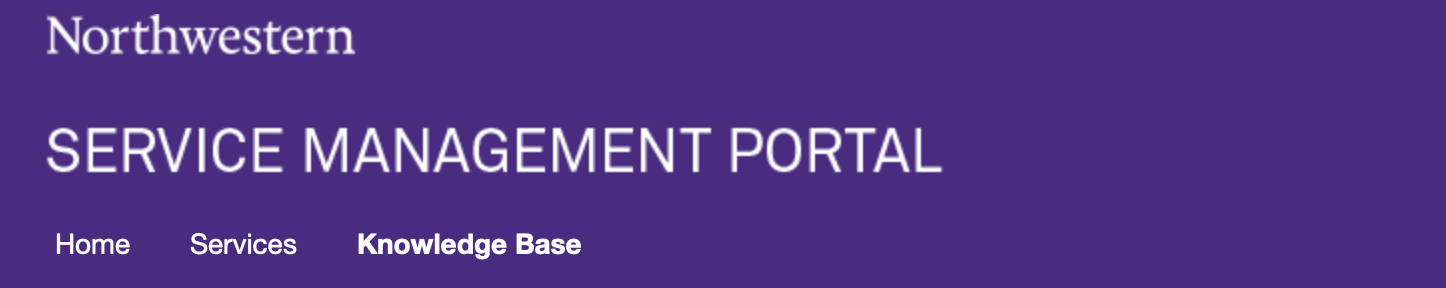 Northwestern
SERVICE MANAGEMENT PORTAL
Home Services Knowledge Base